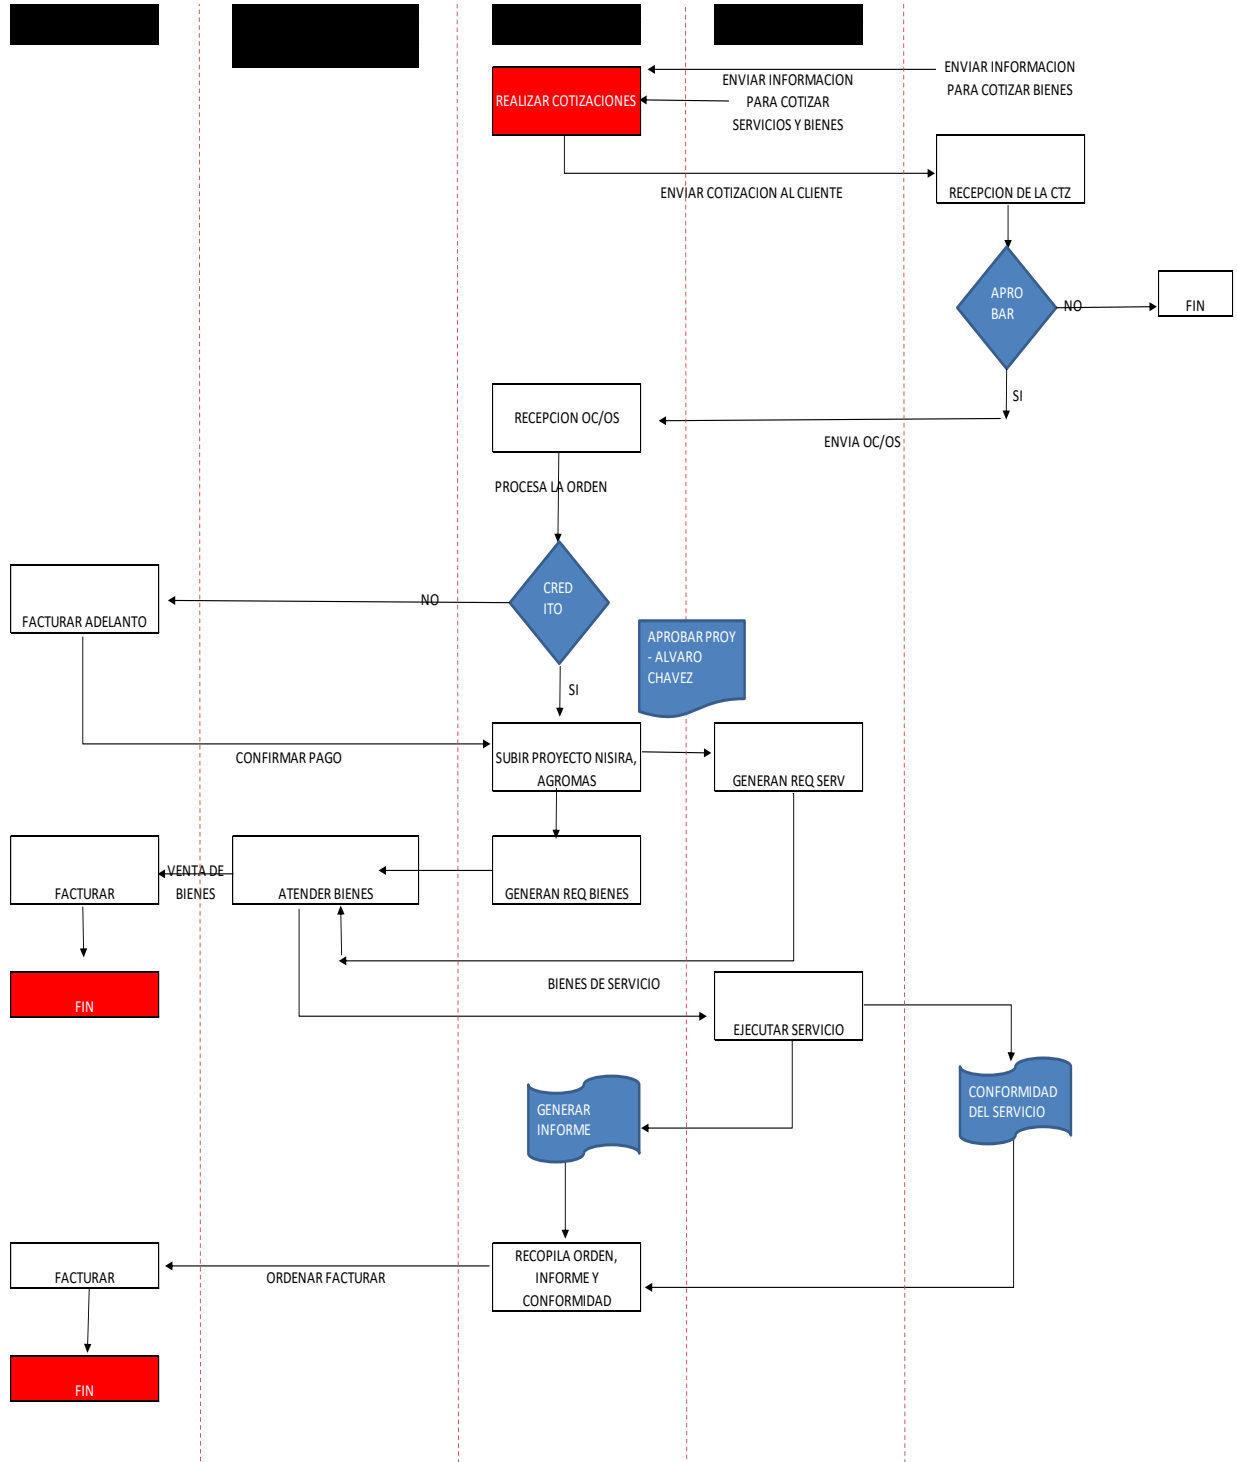 ENVIAR INFORMACION
PARA COTIZAR BIENES
ENVIAR INFORMACION
PARA COTIZAR
SERVICIOS Y BIENES
REALIZAR COTIZACIONES
ENVIAR COTIZACION AL CLIENTE
RECEPCION DE LA CTZ
APRO
BAR
NO
FIN
SI
RECEPCION OC/OS
ENVIA OC/OS
PROCESA LA ORDEN
CRED
ITO
NO
FACTURAR ADELANTO
SI
APROBAR PROY
- ALVARO
CHAVEZ
CONFIRMAR PAGO
SUBIR PROYECTO NISIRA,
AGROMAS
GENERAN REQ SERV
FACTURAR
VENTA DE
BIENES
ATENDER BIENES
GENERAN REQ BIENES
FIN
BIENES DE SERVICIO
EJECUTAR SERVICIO
GENERAR
INFORME
CONFORMIDAD
DEL SERVICIO
FACTURAR
ORDENAR FACTURAR
RECOPILA ORDEN,
INFORME Y
CONFORMIDAD
FIN